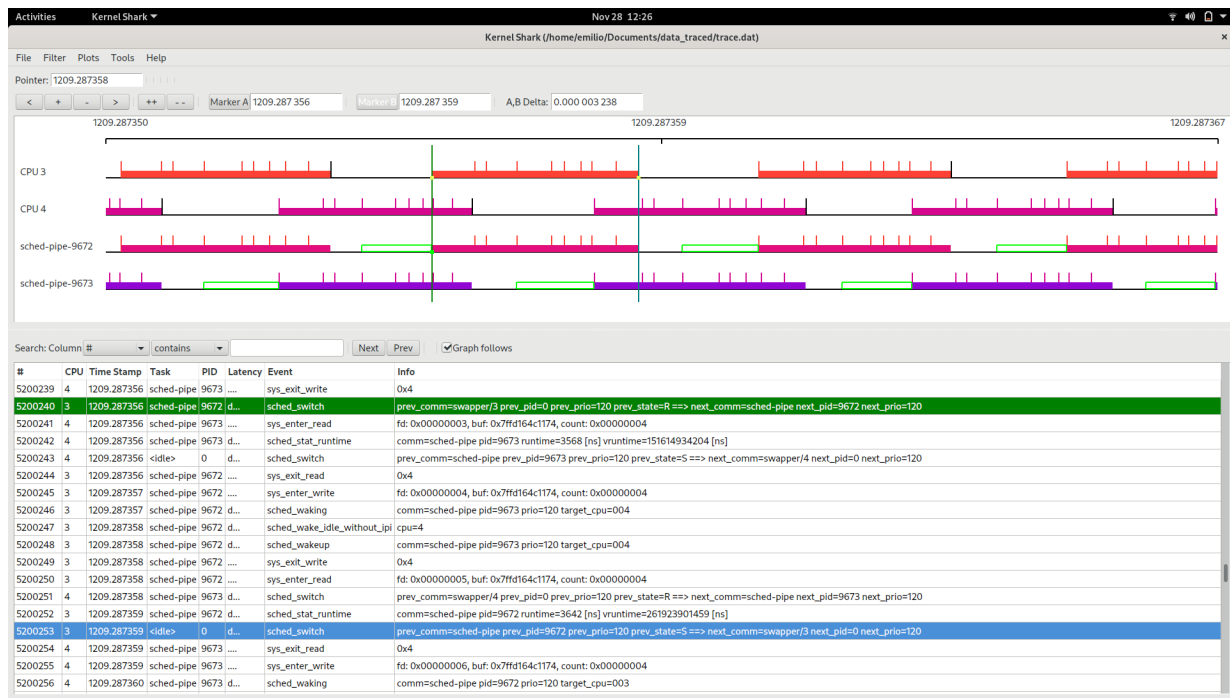 Activities Kernel Shark Nov 28 12:26
Kernel Shark (/home/emilio/Documents/data_traced/trace.dat) ×
File Filter Plots Tools Help
Pointer: 1209.287358
< + - > ++ -- Marker A 1209.287 356 Marker B 1209.287 359 A,B Delta: 0.000 003 238
1209.287350 1209.287359 1209.287367
CPU 3
CPU 4
sched-pipe-9672
sched-pipe-9673
Search: Column # contains Next Prev Graph follows
# CPU Time Stamp Task PID Latency Event Info
5200239 4 1209.287356 sched-pipe 9673 .... sys_exit_write 0x4
5200240 3 1209.287356 sched-pipe 9672 d... sched_switch prev_comm=swapper/3 prev_pid=0 prev_prio=120 prev_state=R ==> next_comm=sched-pipe next_pid=9672 next_prio=120
5200241 4 1209.287356 sched-pipe 9673 .... sys_enter_read fd: 0x00000003, buf: 0x7ffd164c1174, count: 0x00000004
5200242 4 1209.287356 sched-pipe 9673 d... sched_stat_runtime comm=sched-pipe pid=9673 runtime=3568 [ns] vruntime=151614934204 [ns]
5200243 4 1209.287356 <idle> 0 d... sched_switch prev_comm=sched-pipe prev_pid=9673 prev_prio=120 prev_state=S ==> next_comm=swapper/4 next_pid=0 next_prio=120
5200244 3 1209.287356 sched-pipe 9672 .... sys_exit_read 0x4
5200245 3 1209.287357 sched-pipe 9672 .... sys_enter_write fd: 0x00000004, buf: 0x7ffd164c1174, count: 0x00000004
5200246 3 1209.287357 sched-pipe 9672 d... sched_waking comm=sched-pipe pid=9673 prio=120 target_cpu=004
5200247 3 1209.287358 sched-pipe 9672 d... sched_wake_idle_without_ipi cpu=4
5200248 3 1209.287358 sched-pipe 9672 d... sched_wakeup comm=sched-pipe pid=9673 prio=120 target_cpu=004
5200249 3 1209.287358 sched-pipe 9672 .... sys_exit_write 0x4
5200250 3 1209.287358 sched-pipe 9672 .... sys_enter_read fd: 0x00000005, buf: 0x7ffd164c1174, count: 0x00000004
5200251 4 1209.287358 sched-pipe 9673 d... sched_switch prev_comm=swapper/4 prev_pid=0 prev_prio=120 prev_state=R ==> next_comm=sched-pipe next_pid=9673 next_prio=120
5200252 3 1209.287359 sched-pipe 9672 d... sched_stat_runtime comm=sched-pipe pid=9672 runtime=3642 [ns] vruntime=261923901459 [ns]
5200253 3 1209.287359 <idle> 0 d... sched_switch prev_comm=sched-pipe prev_pid=9672 prev_prio=120 prev_state=S ==> next_comm=swapper/3 next_pid=0 next_prio=120
5200254 4 1209.287359 sched-pipe 9673 .... sys_exit_read 0x4
5200255 4 1209.287359 sched-pipe 9673 .... sys_enter_write fd: 0x00000006, buf: 0x7ffd164c1174, count: 0x00000004
5200256 4 1209.287360 sched-pipe 9673 d... sched_waking comm=sched-pipe pid=9672 prio=120 target_cpu=003